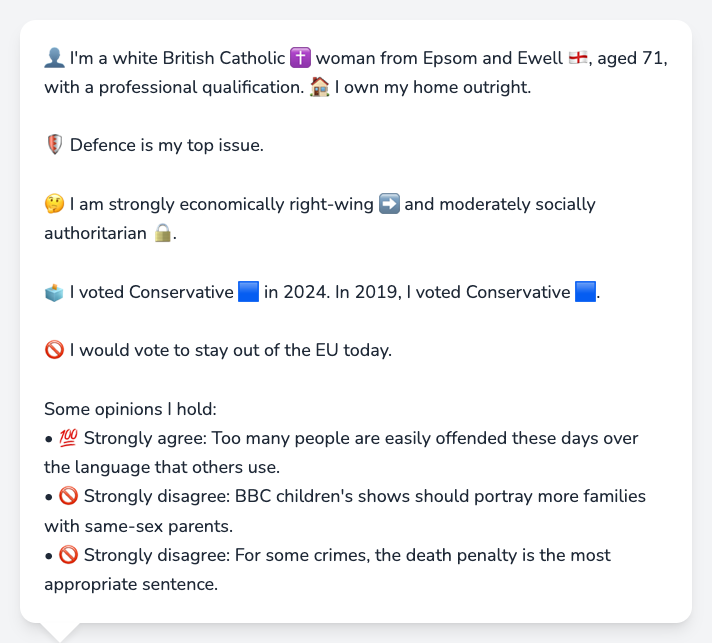 👤 I'm a white British Catholic ✝️ woman from Epsom and Ewell 🏴󠁧󠁢󠁥󠁮󠁧󠁿, aged 71,
with a professional qualification. 🏠 I own my home outright.
🛡️ Defence is my top issue.
🤔 I am strongly economically right-wing ➡️ and moderately socially
authoritarian 🔒.
🗳️ I voted Conservative 🟦 in 2024. In 2019, I voted Conservative 🟦.
🚫 I would vote to stay out of the EU today.
Some opinions I hold:
• 💯 Strongly agree: Too many people are easily offended these days over
the language that others use.
• 🚫 Strongly disagree: BBC children's shows should portray more families
with same-sex parents.
• 🚫 Strongly disagree: For some crimes, the death penalty is the most
appropriate sentence.